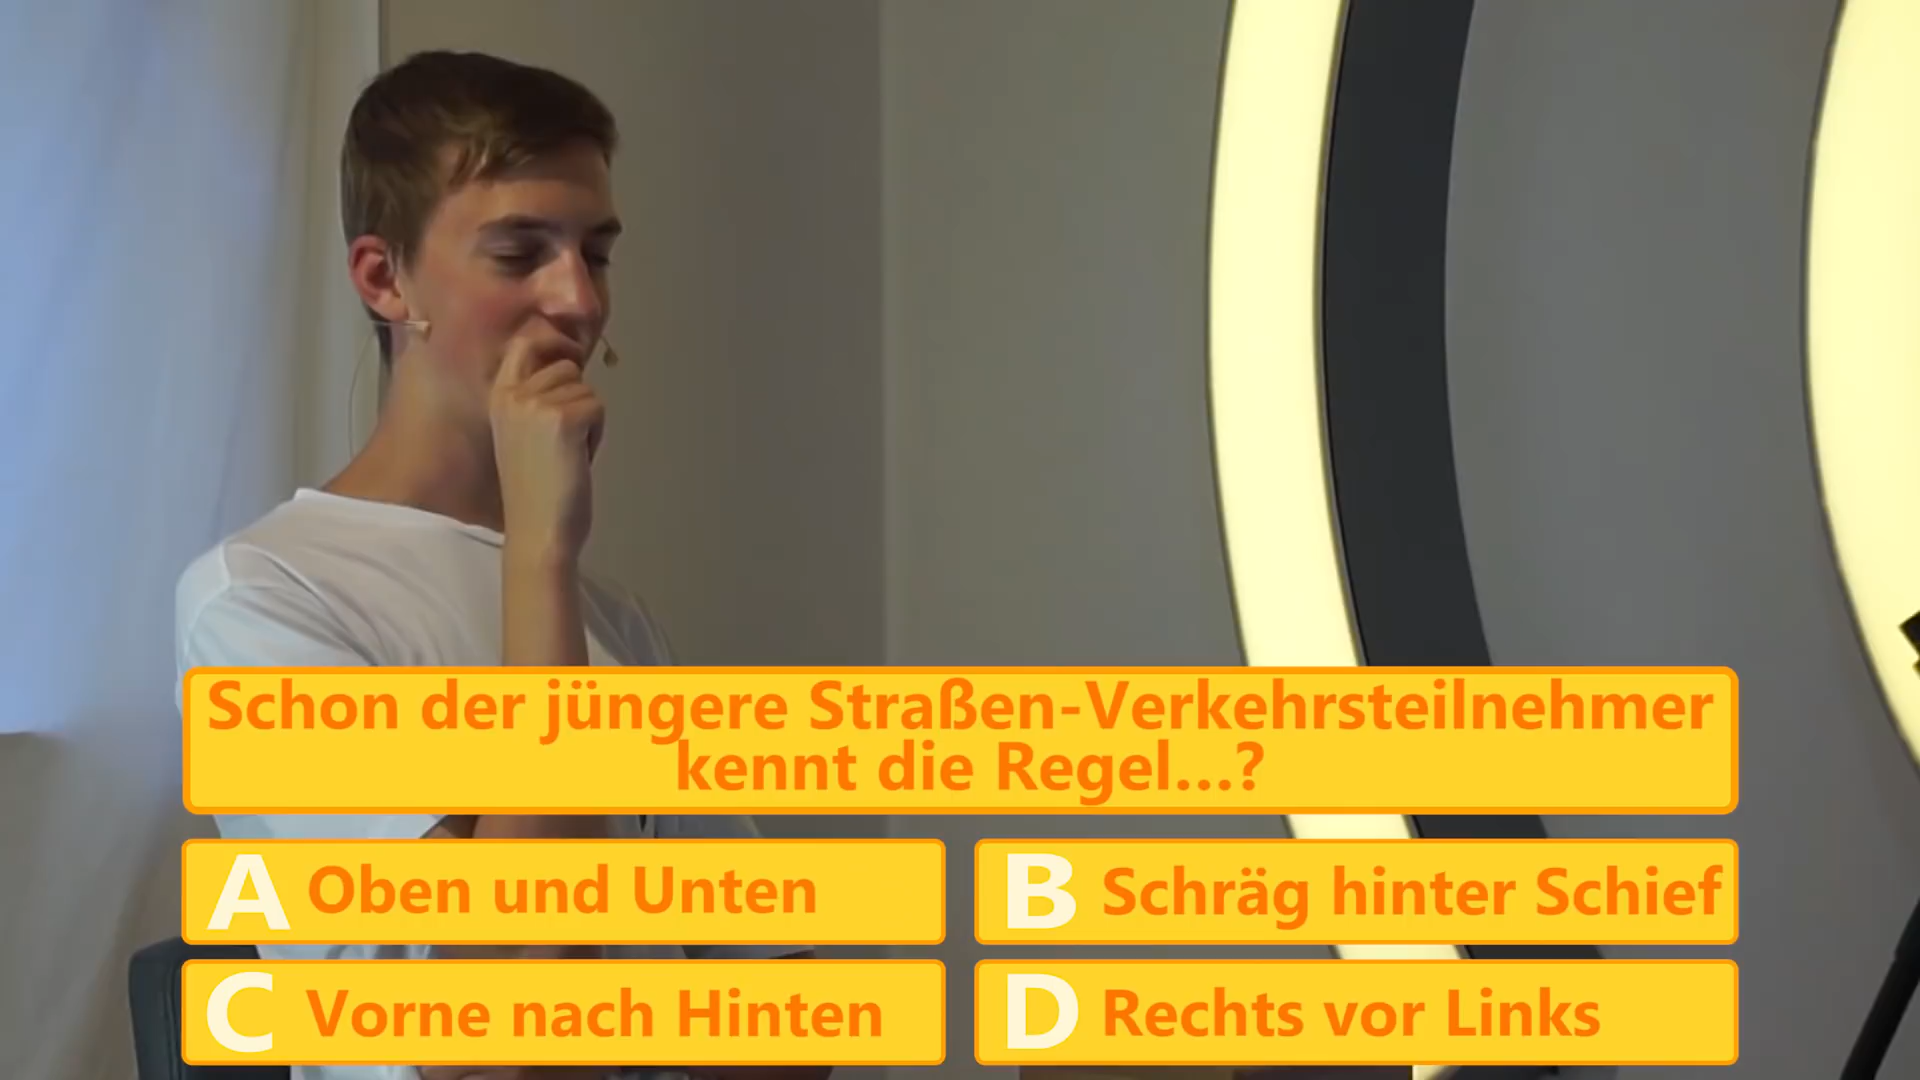 Schon der jüngere Straßen-Verkehrsteilnehmer
kennt die Regel...?
A Oben und Unten
B Schräg hinter Schief
C Vorne nach Hinten
D Rechts vor Links